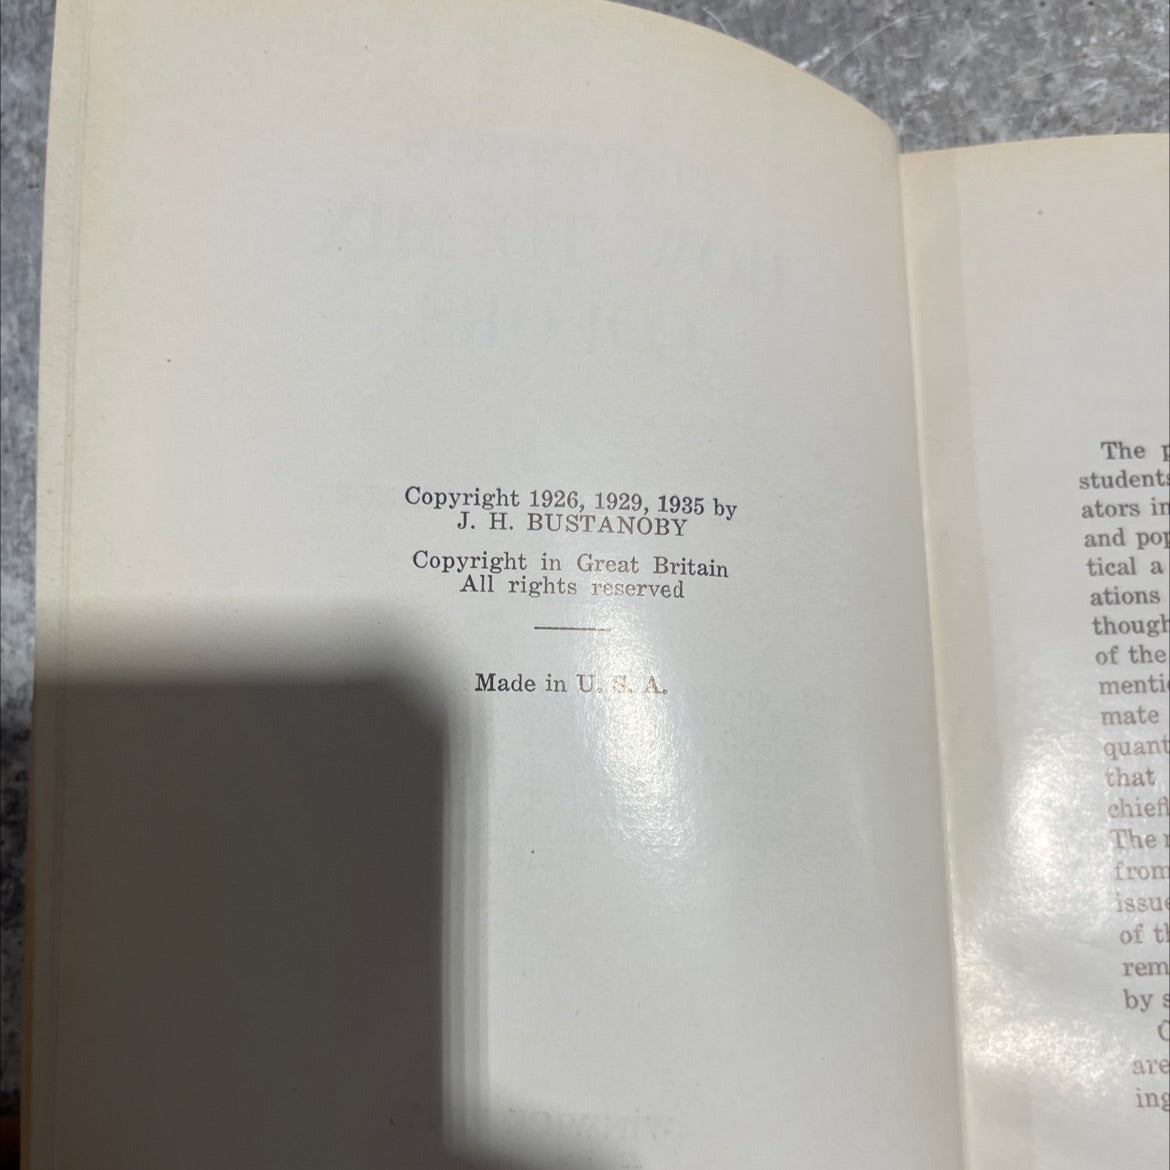 Copyright 1926, 1929, 1935 by
J. H. BUSTANOBY
Copyright in Great Britain
All rights reserved
Made in U. S. A.
The p
students
ators in
and pop
tical a
ations
though
of the
mentio
mate
quant
that
chiefl
The
from
issue
of th
rem
by s
are
ing